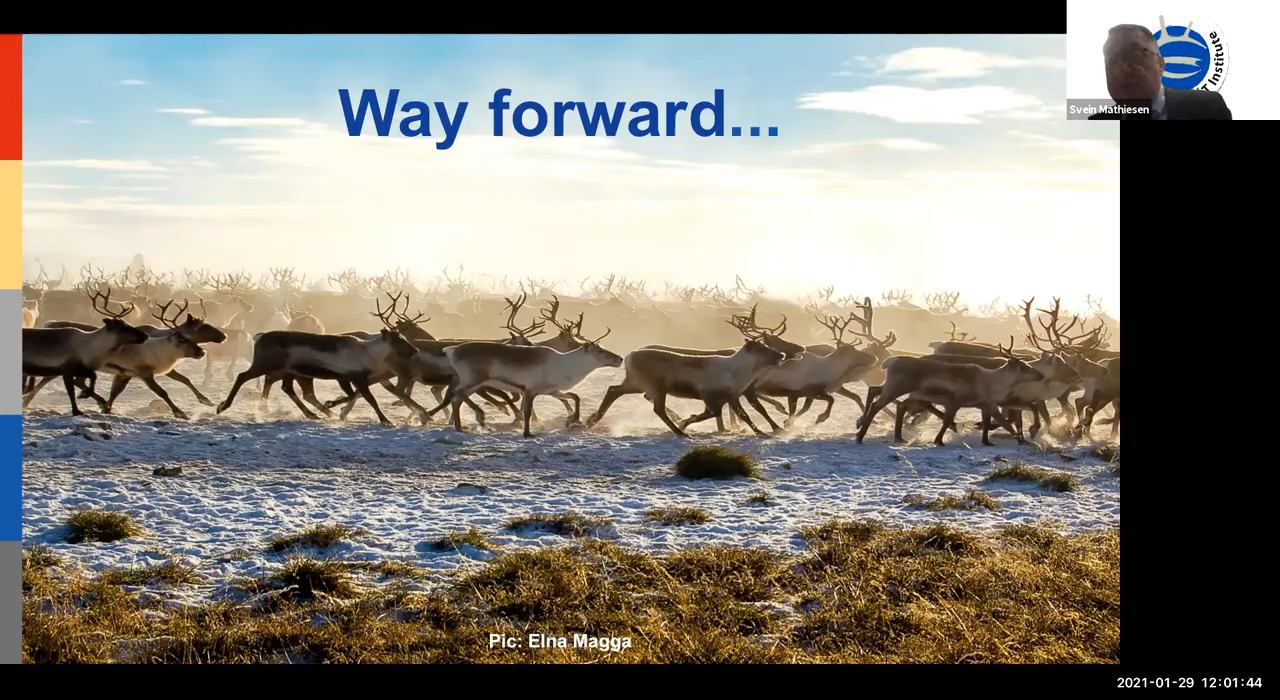 Way forward...
Svein Mathiesen
Institute
Pic: Elna Magga
2021-01-29 12:01:44